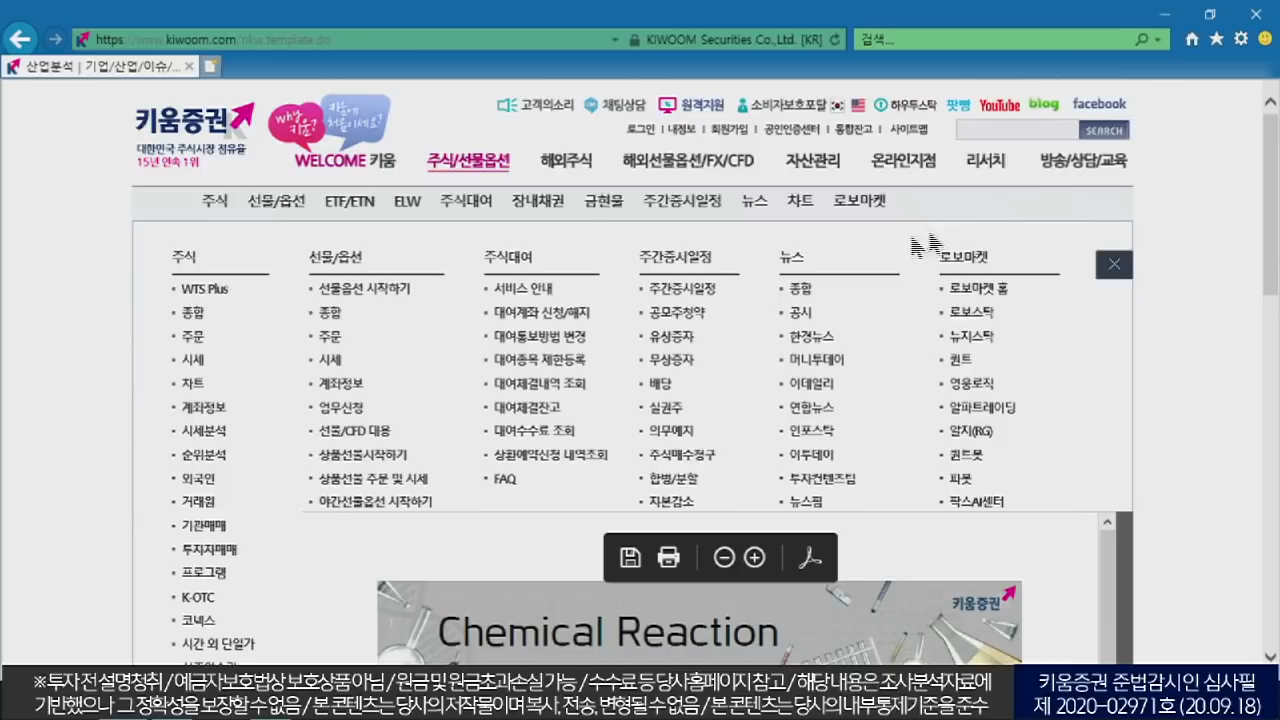 https://www.kiwoom.com/nkw.template.do
KIWOOM Securities Co.,Ltd. [KR]
검색...
산업분석 | 기업/산업/이슈/...
키움증권
대한민국 주식시장 점유율
15년 연속 1위
Why 키움?
키움에 처음이세요?
고객의소리 채팅상담 원격지원 소비자보호포달 하우투스탁 팟빵 YouTube blog facebook
로그인 내정보 회원가입 공인인증센터 통합잔고 사이트맵 SEARCH
WELCOME 키움 주식/선물옵션 해외주식 해외선물옵션/FX/CFD 자산관리 온라인지점 리서치 방송/상담/교육
주식 선물/옵션 ETF/ETN ELW 주식대여 장내채권 금현물 주간증시일정 뉴스 차트 로보마켓
주식
WTS Plus
종합
주문
시세
차트
계좌정보
시세분석
순위분석
외국인
거래원
기관매매
투자자매매
프로그램
K-OTC
코넥스
시간 외 단일가
선물/옵션
선물옵션 시작하기
종합
주문
시세
계좌정보
업무신청
선물/CFD 대용
상품선물시작하기
상품선물 주문 및 시세
야간선물옵션 시작하기
주식대여
서비스 안내
대여계좌 신청/해지
대여통보방법 변경
대여종목 제한등록
대여체결내역 조회
대여체결잔고
대여수수료 조회
상환예약신청 내역조회
FAQ
주간증시일정
주간증시일정
공모주청약
유상증자
무상증자
배당
실권주
의무예치
주식매수청구
합병/분할
자본감소
뉴스
종합
공시
한경뉴스
머니투데이
이데일리
연합뉴스
인포스탁
이투데이
투자컨텐츠팀
뉴스핌
로보마켓
로보마켓 홈
로보스탁
뉴지스탁
퀀트
영웅로직
알파트레이딩
알지(RG)
퀀트봇
파봇
팍스AI센터
키움증권
Chemical Reaction
※ 투자 전 설명청취 / 예금자보호법상 보호상품 아님 / 원금 및 원금초과손실 가능 / 수수료 등 당사 홈페이지 참고 / 해당 내용은 조사분석자료에
기반했으나 그 정확성을 보장할 수 없음 / 본 콘텐츠는 당사의 저작물이며 복사, 전송, 변형될 수 없음 / 본 콘텐츠는 당사의 내부통제기준을 준수
키움증권 준법감시인 심사필
제 2020-02971호 (20.09.18)